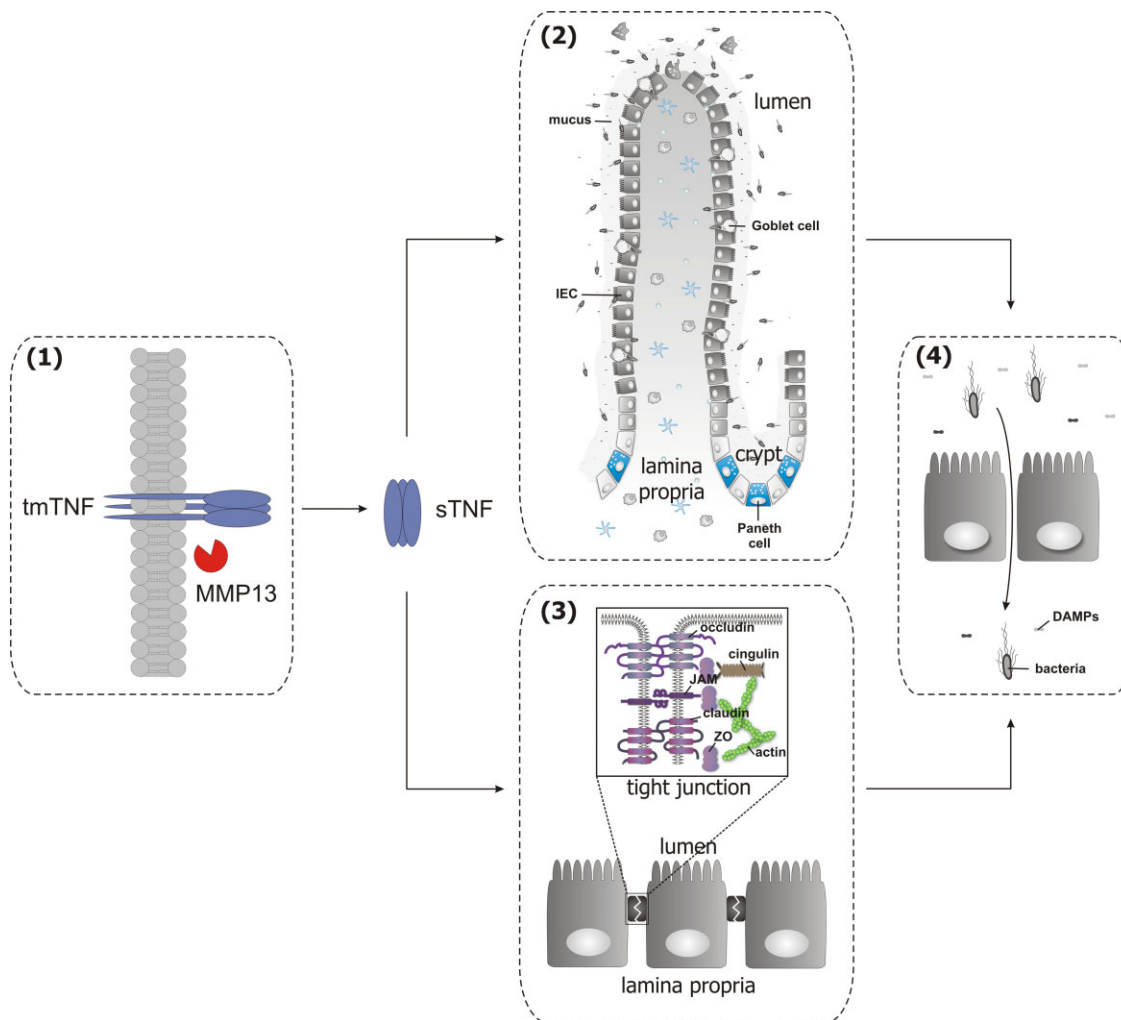 (1)
tmTNF
MMP13
sTNF
(2)
lumen
mucus
Goblet cell
IEC
crypt
lamina
propria
Paneth
cell
(3)
occludin
cingulin
JAM
claudin
ZO
actin
tight junction
lumen
lamina propria
(4)
DAMPs
bacteria